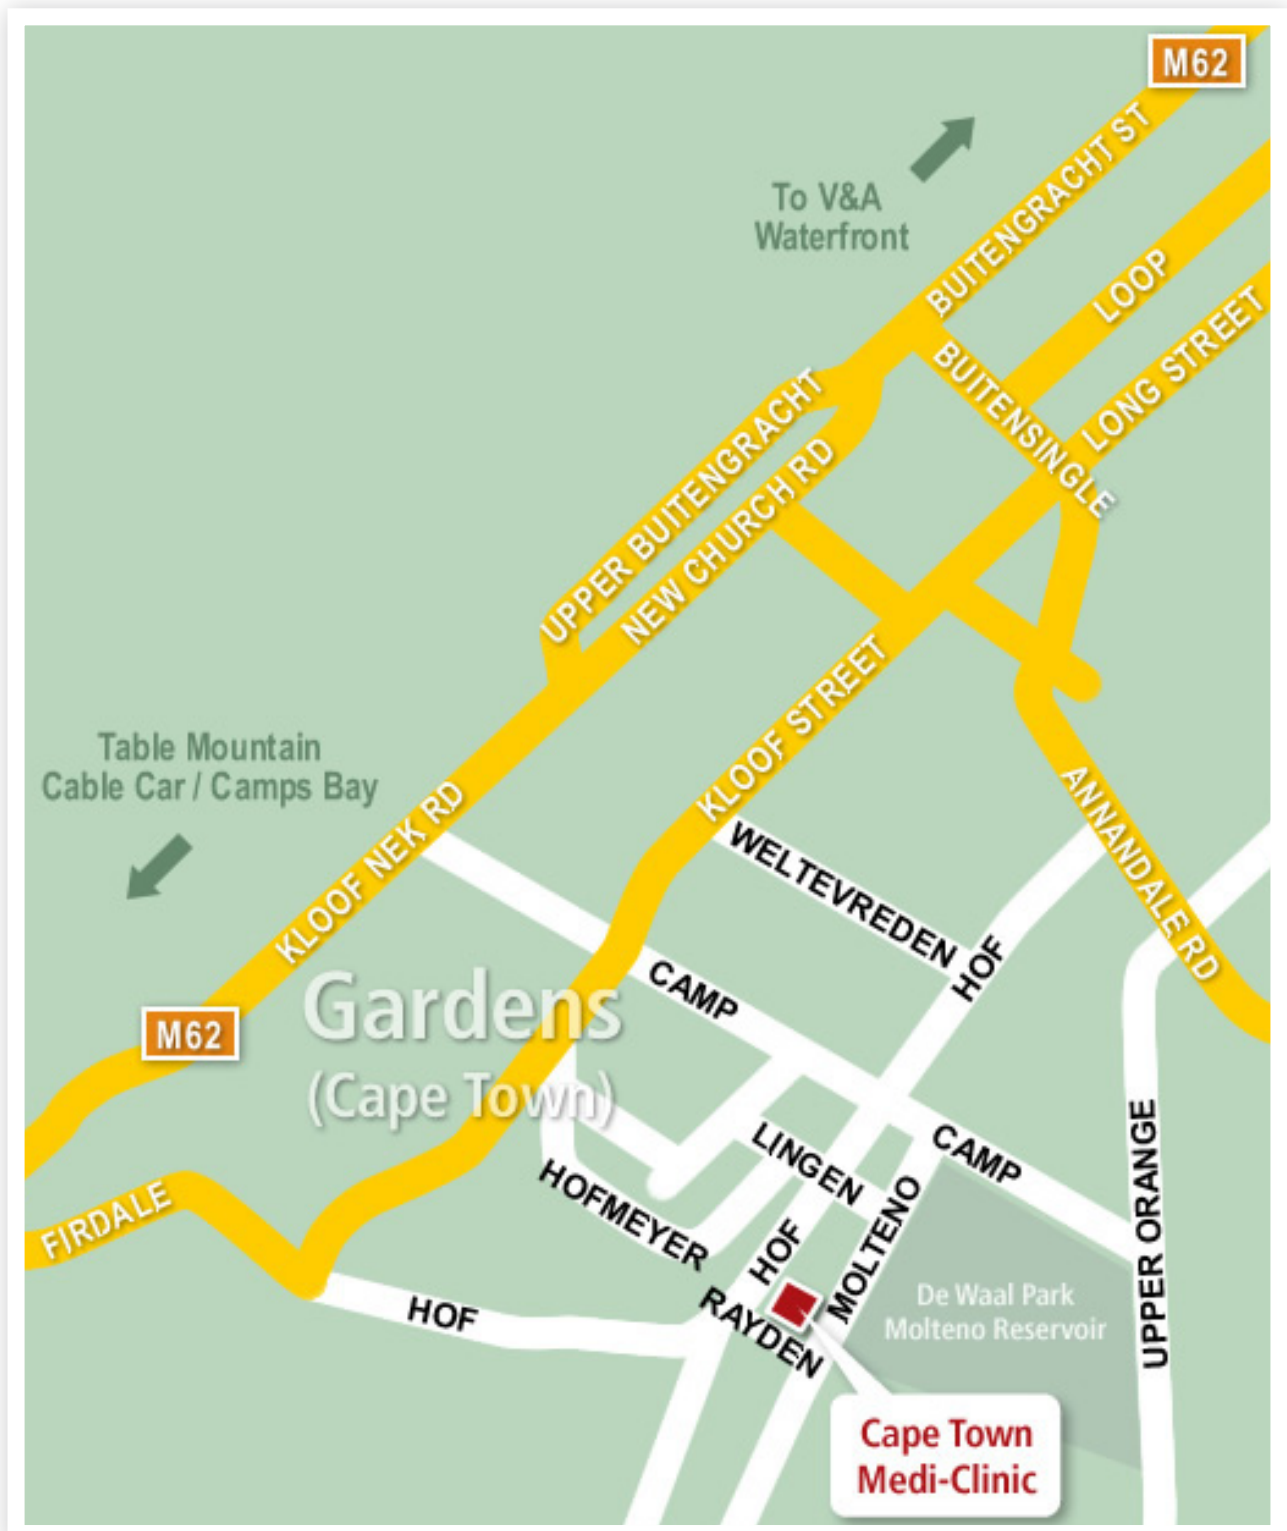 M62
BUITENGRACHT ST
To V&A
Waterfront
LOOP
LONG STREET
BUITENSINGLE
UPPER BUITENGRACHT
NEW CHURCH RD
KLOOF STREET
Table Mountain
Cable Car / Camps Bay
KLOOF NEK RD
ANNANDALE RD
WELTEVREDEN
HOF
M62
Gardens
(Cape Town)
CAMP
LINGEN
CAMP
UPPER ORANGE
HOFMEYER
MOLTENO
FIRDALE
HOF
HOF
RAYDEN
De Waal Park
Molteno Reservoir
Cape Town
Medi-Clinic